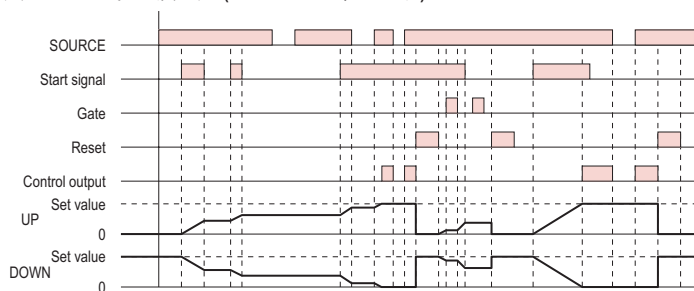 SOURCE
Start signal
Gate
Reset
Control output
Set value
UP
0
Set value
DOWN
0